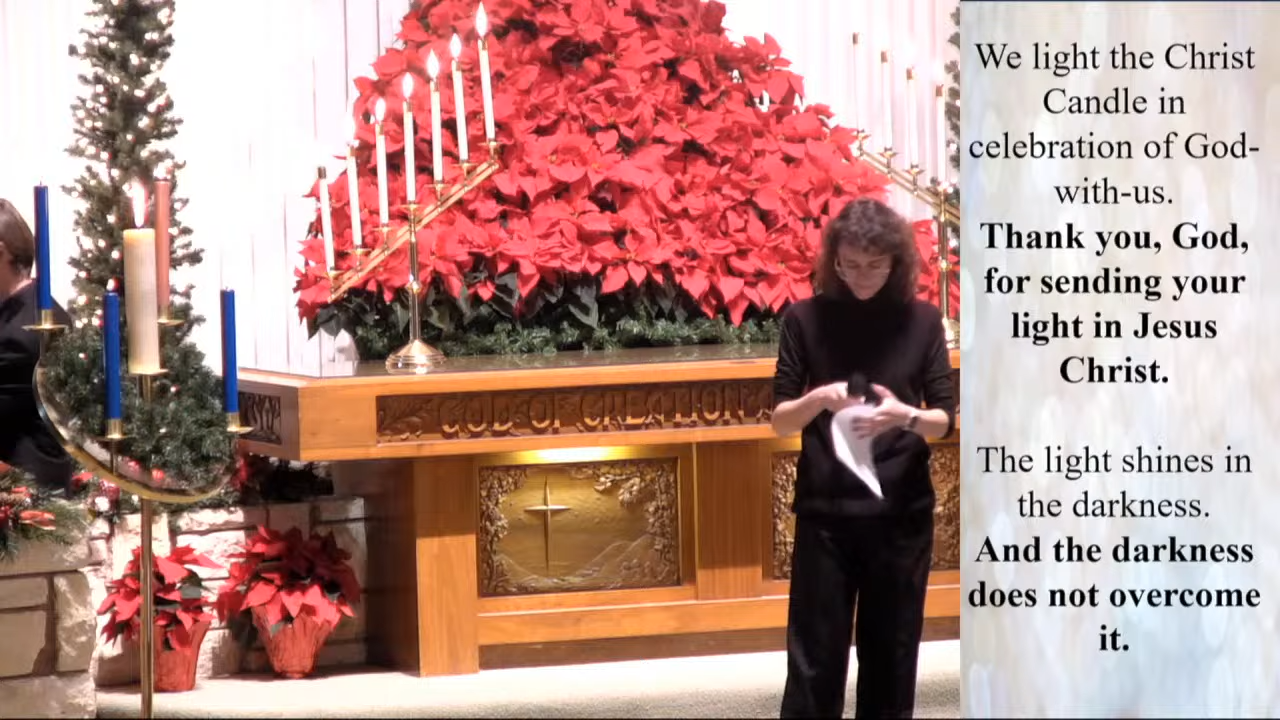 GOD OF CREATION
We light the Christ
Candle in
celebration of God-
with-us.
Thank you, God,
for sending your
light in Jesus
Christ.
The light shines in
the darkness.
And the darkness
does not overcome
it.